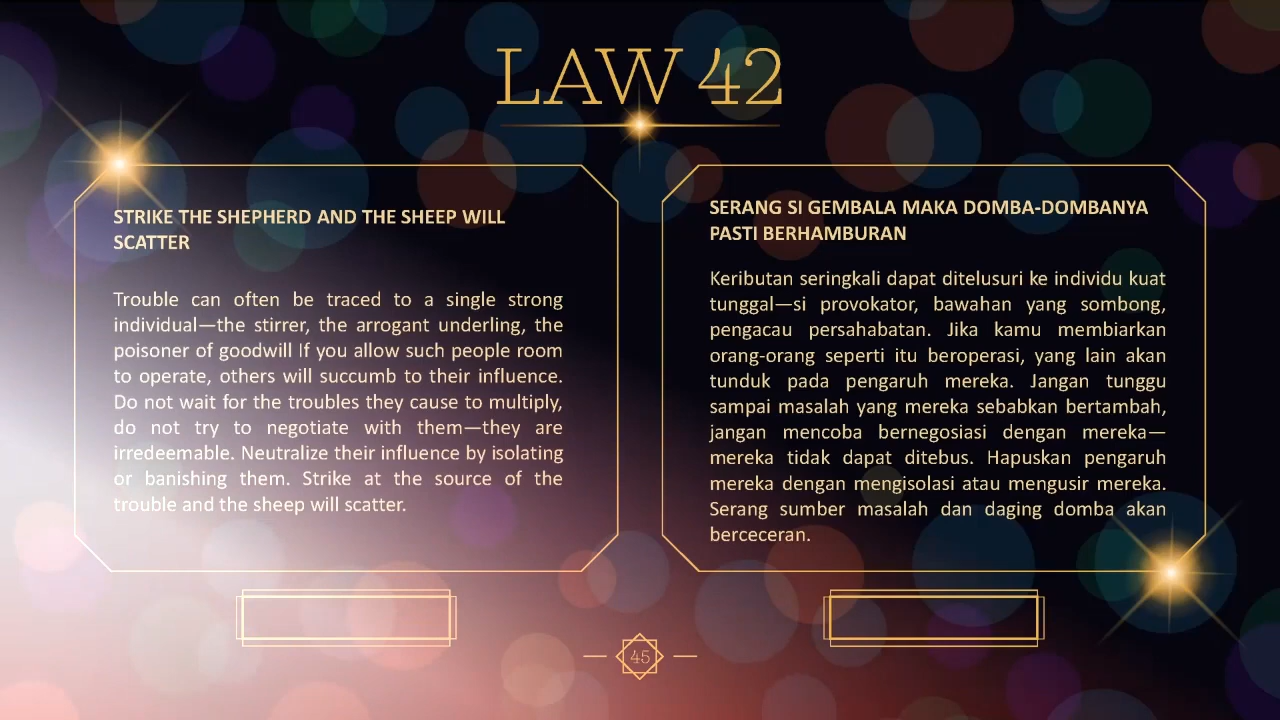 LAW 42
STRIKE THE SHEPHERD AND THE SHEEP WILL
SCATTER
Trouble can often be traced to a single strong
individual—the stirrer, the arrogant underling, the
poisoner of goodwill If you allow such people room
to operate, others will succumb to their influence.
Do not wait for the troubles they cause to multiply,
do not try to negotiate with them—they are
irredeemable. Neutralize their influence by isolating
or banishing them. Strike at the source of the
trouble and the sheep will scatter.
SERANG SI GEMBALA MAKA DOMBA-DOMBANYA
PASTI BERHAMBURAN
Keributan seringkali dapat ditelusuri ke individu kuat
tunggal—si provokator, bawahan yang sombong,
pengacau persahabatan. Jika kamu membiarkan
orang-orang seperti itu beroperasi, yang lain akan
tunduk pada pengaruh mereka. Jangan tunggu
sampai masalah yang mereka sebabkan bertambah,
jangan mencoba bernegosiasi dengan mereka—
mereka tidak dapat ditebus. Hapuskan pengaruh
mereka dengan mengisolasi atau mengusir mereka.
Serang sumber masalah dan daging domba akan
berceceran.
45